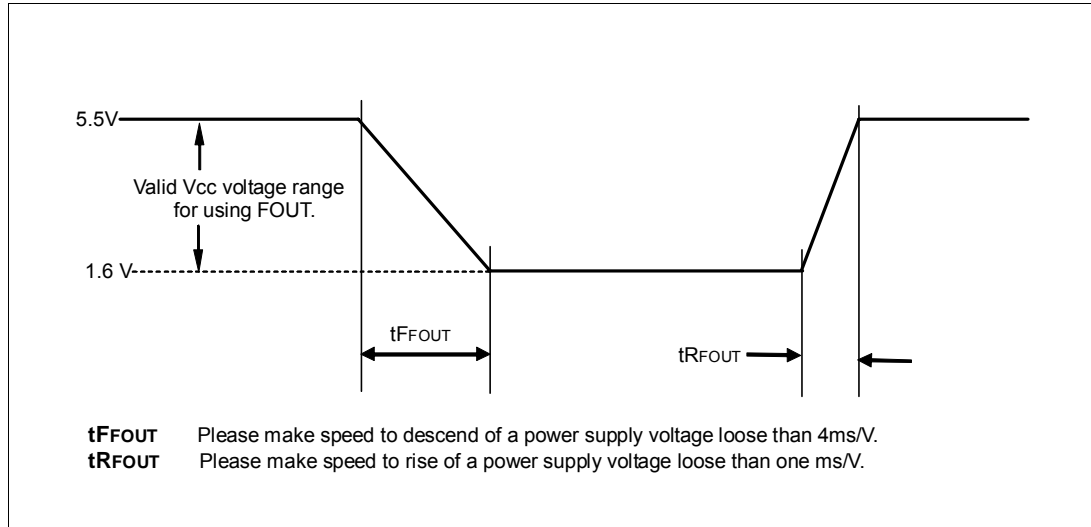 5.5V
Valid Vcc voltage range
for using FOUT.
1.6 V
tFFOUT
tRFOUT
tFFOUT Please make speed to descend of a power supply voltage loose than 4ms/V.
tRFOUT Please make speed to rise of a power supply voltage loose than one ms/V.